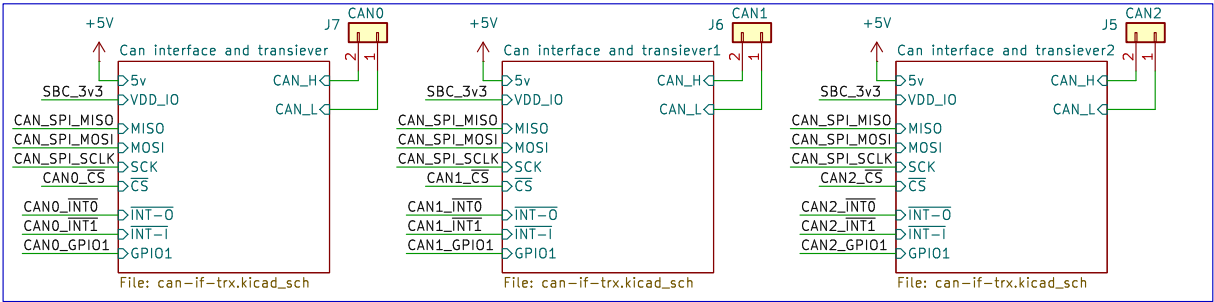 +5V
J7
CAN0
2
1
Can interface and transiever
5v
CAN_H
SBC_3v3
VDD_IO
CAN_L
CAN_SPI_MISO
MISO
CAN_SPI_MOSI
MOSI
CAN_SPI_SCLK
SCK
CAN0_CS
CS
CAN0_INT0
INT-0
CAN0_INT1
INT-I
CAN0_GPIO1
GPIO1
File: can-if-trx.kicad_sch
+5V
J6
CAN1
2
1
Can interface and transiever1
5v
CAN_H
SBC_3v3
VDD_IO
CAN_L
CAN_SPI_MISO
MISO
CAN_SPI_MOSI
MOSI
CAN_SPI_SCLK
SCK
CAN1_CS
CS
CAN1_INT0
INT-0
CAN1_INT1
INT-I
CAN1_GPIO1
GPIO1
File: can-if-trx.kicad_sch
+5V
J5
CAN2
2
1
Can interface and transiever2
5v
CAN_H
SBC_3v3
VDD_IO
CAN_L
CAN_SPI_MISO
MISO
CAN_SPI_MOSI
MOSI
CAN_SPI_SCLK
SCK
CAN2_CS
CS
CAN2_INT0
INT-0
CAN2_INT1
INT-I
CAN2_GPIO1
GPIO1
File: can-if-trx.kicad_sch